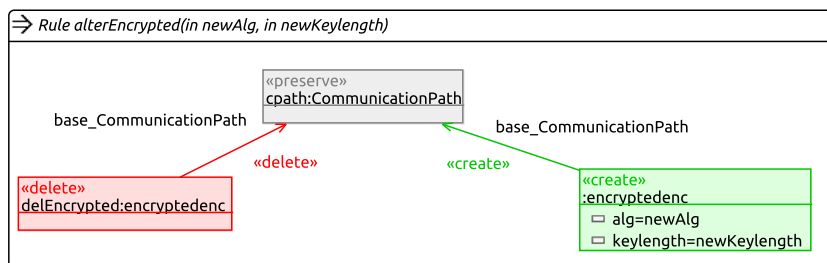 Rule alterEncrypted(in newAlg, in newKeylength)
«preserve»
cpath:CommunicationPath
base_CommunicationPath
base_CommunicationPath
«delete»
«create»
«delete»
delEncrypted:encryptedenc
«create»
:encryptedenc
alg=newAlg
keylength=newKeylength